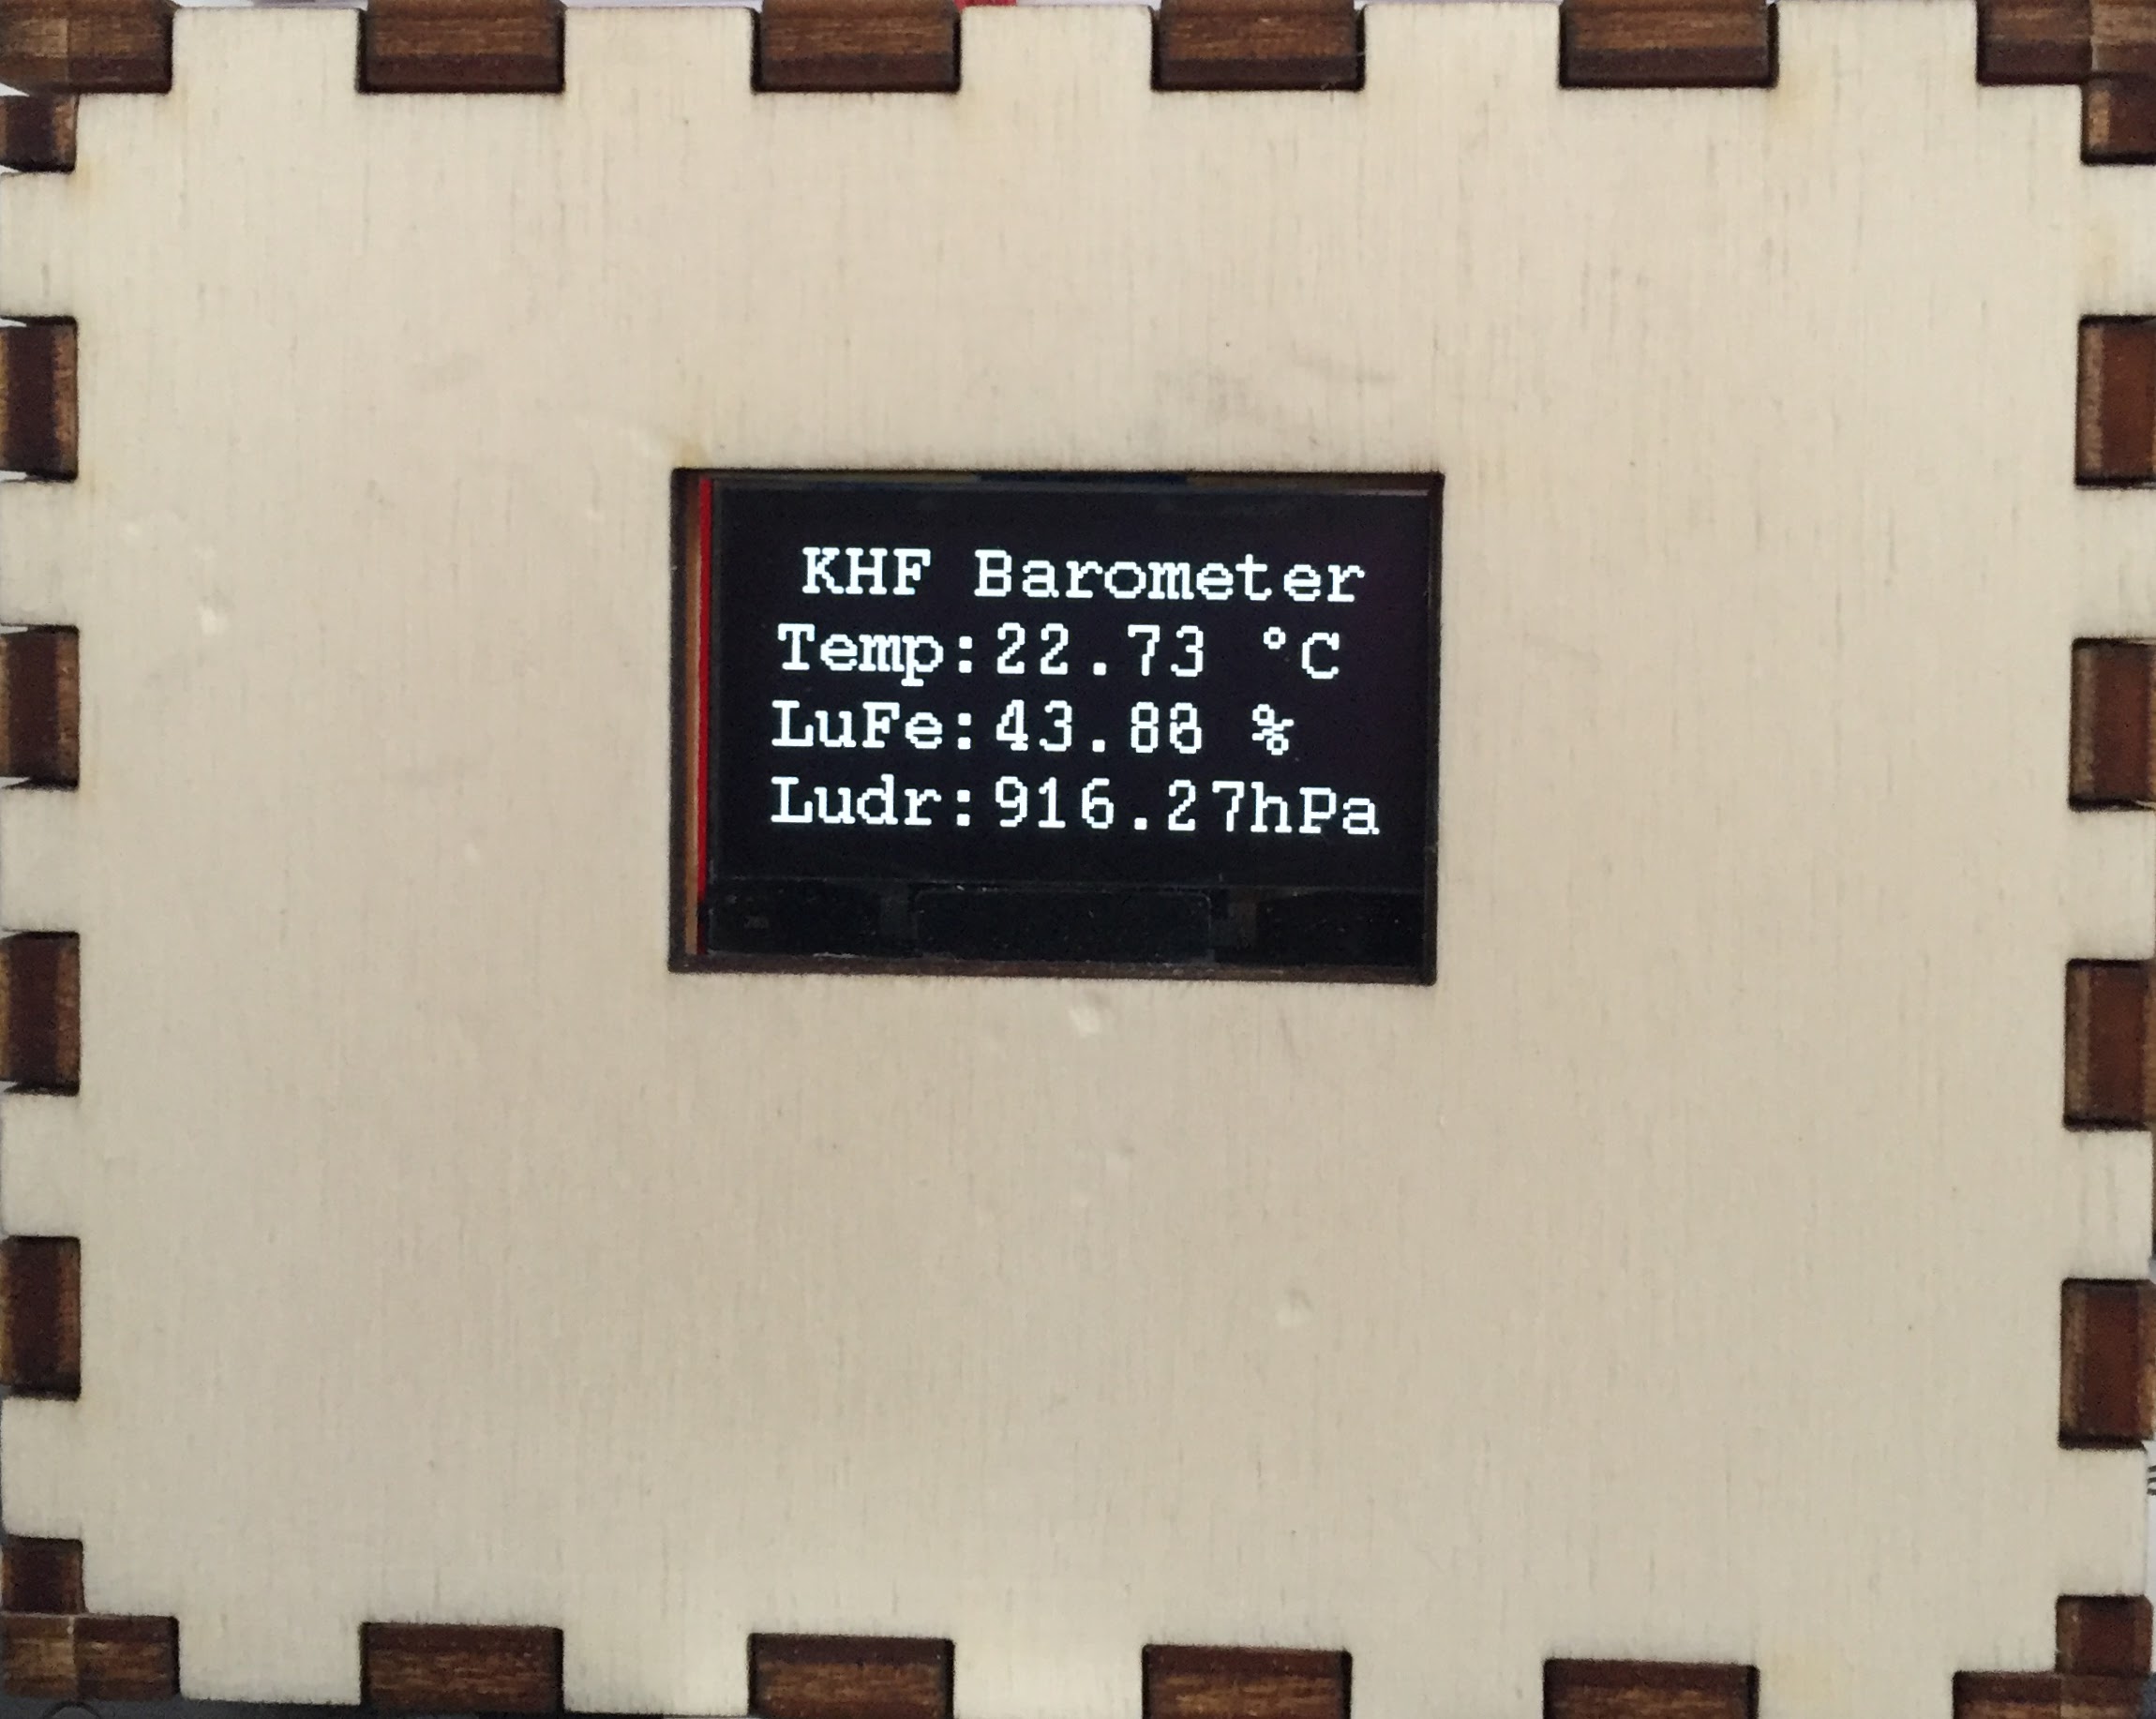 KHF Barometer
Temp:22.73 °C
LuFe:43.88 %
Ludr:916.27hPa